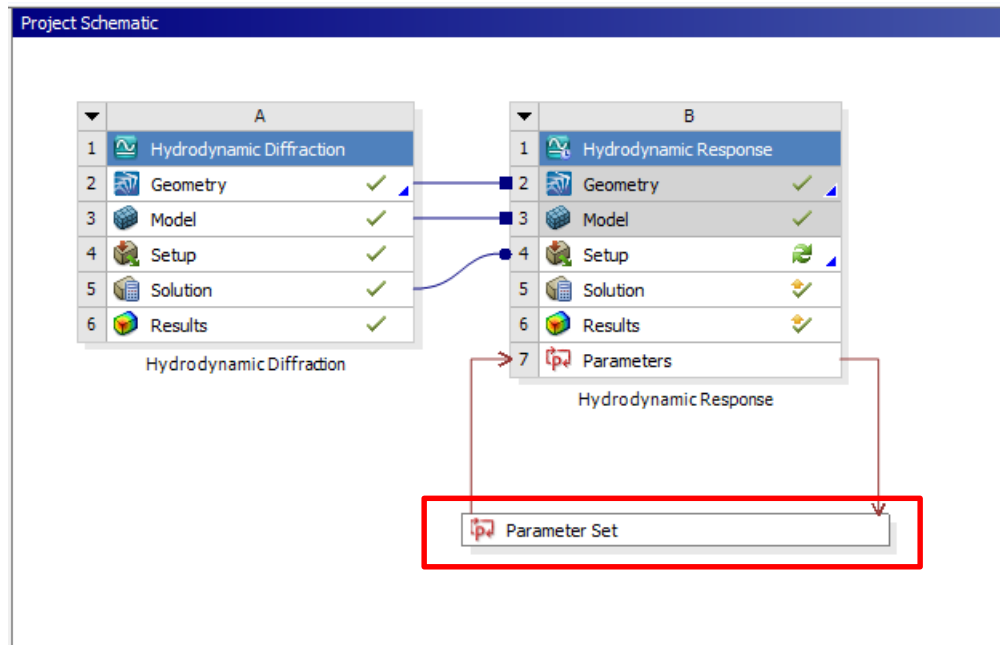 Project Schematic
A
1 Hydrodynamic Diffraction
2 Geometry
3 Model
4 Setup
5 Solution
6 Results
Hydrodynamic Diffraction
B
1 Hydrodynamic Response
2 Geometry
3 Model
4 Setup
5 Solution
6 Results
7 Parameters
Hydrodynamic Response
Parameter Set